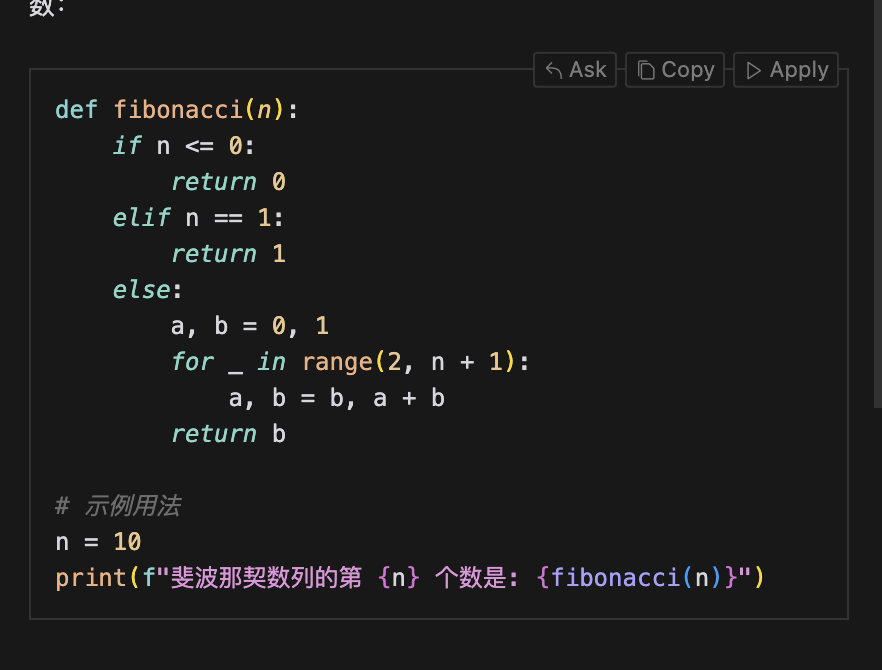 数：
Ask Copy Apply
def fibonacci(n):
    if n <= 0:
        return 0
    elif n == 1:
        return 1
    else:
        a, b = 0, 1
        for _ in range(2, n + 1):
            a, b = b, a + b
        return b
# 示例用法
n = 10
print(f"斐波那契数列的第 {n} 个数是: {fibonacci(n)}")